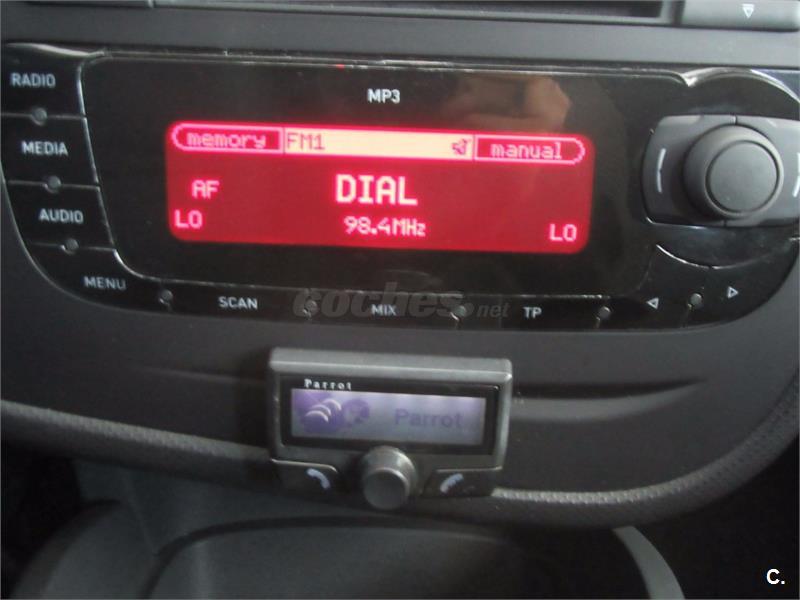 RADIO
MP3
memory FM1 manual
MEDIA
AF DIAL
AUDIO
LO 98.4MHz LO
MENU
SCAN
MIX
TP
coches.net
Parrot
Parrot
C.